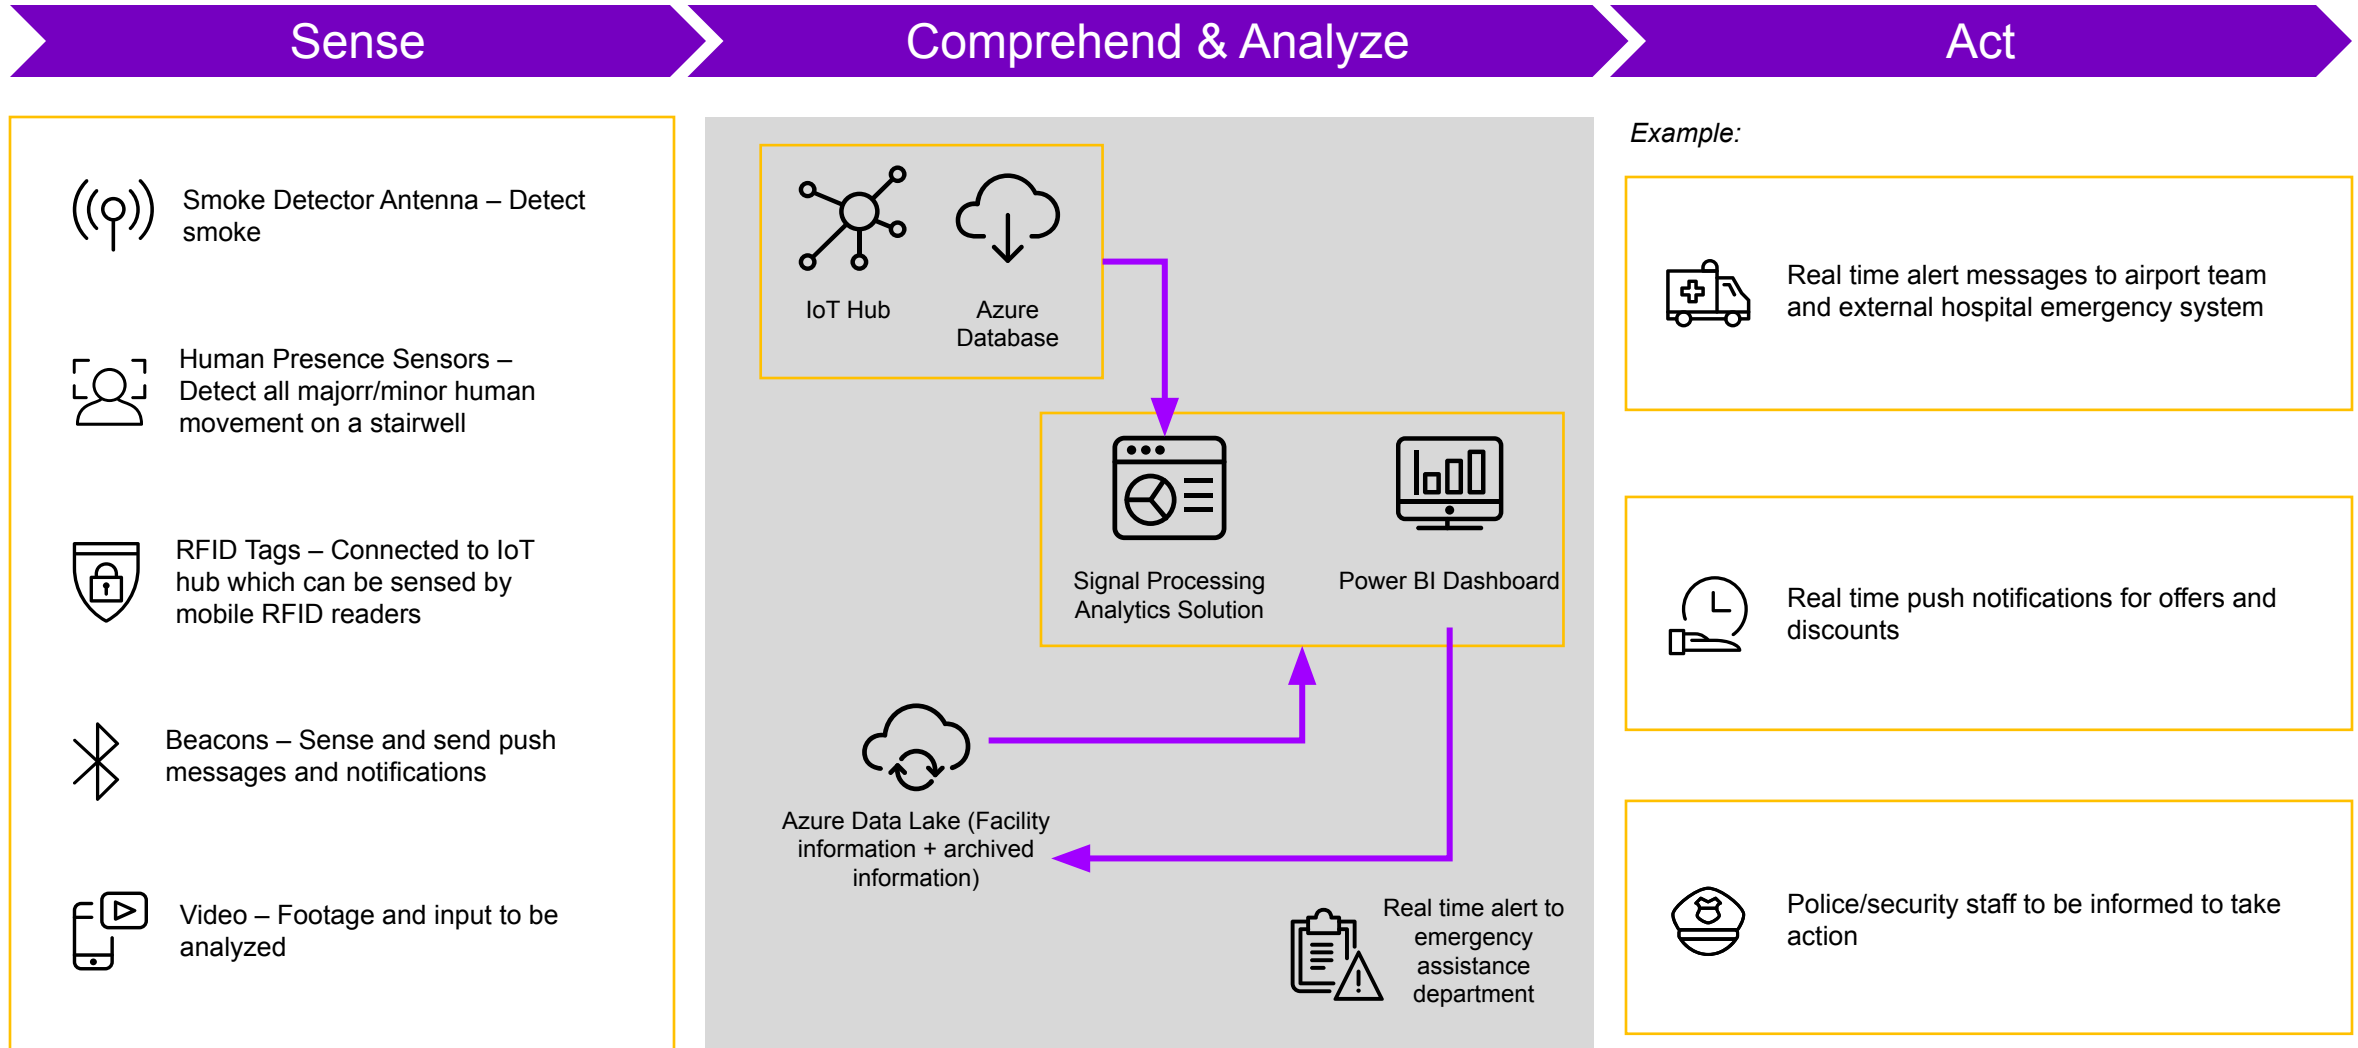 Sense
Comprehend & Analyze
Act
Smoke Detector Antenna – Detect
smoke
Human Presence Sensors –
Detect all majorr/minor human
movement on a stairwell
RFID Tags – Connected to IoT
hub which can be sensed by
mobile RFID readers
Beacons – Sense and send push
messages and notifications
Video – Footage and input to be
analyzed
IoT Hub
Azure
Database
Signal Processing
Analytics Solution
Power BI Dashboard
Azure Data Lake (Facility
information + archived
information)
Real time alert to
emergency
assistance
department
Example:
Real time alert messages to airport team
and external hospital emergency system
Real time push notifications for offers and
discounts
Police/security staff to be informed to take
action